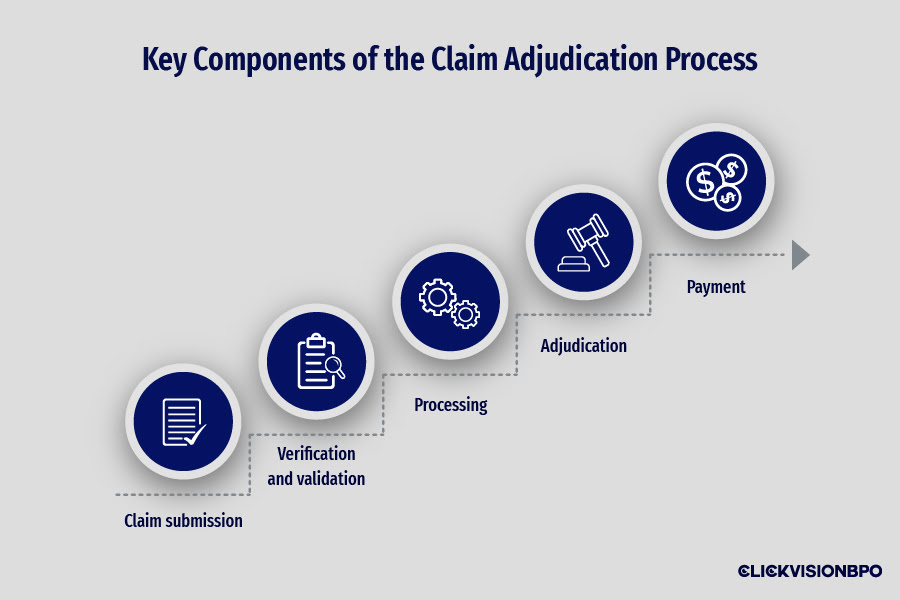 Key Components of the Claim Adjudication Process
Payment
Adjudication
Processing
Verification
and validation
Claim submission
CLICKVISIONBPO